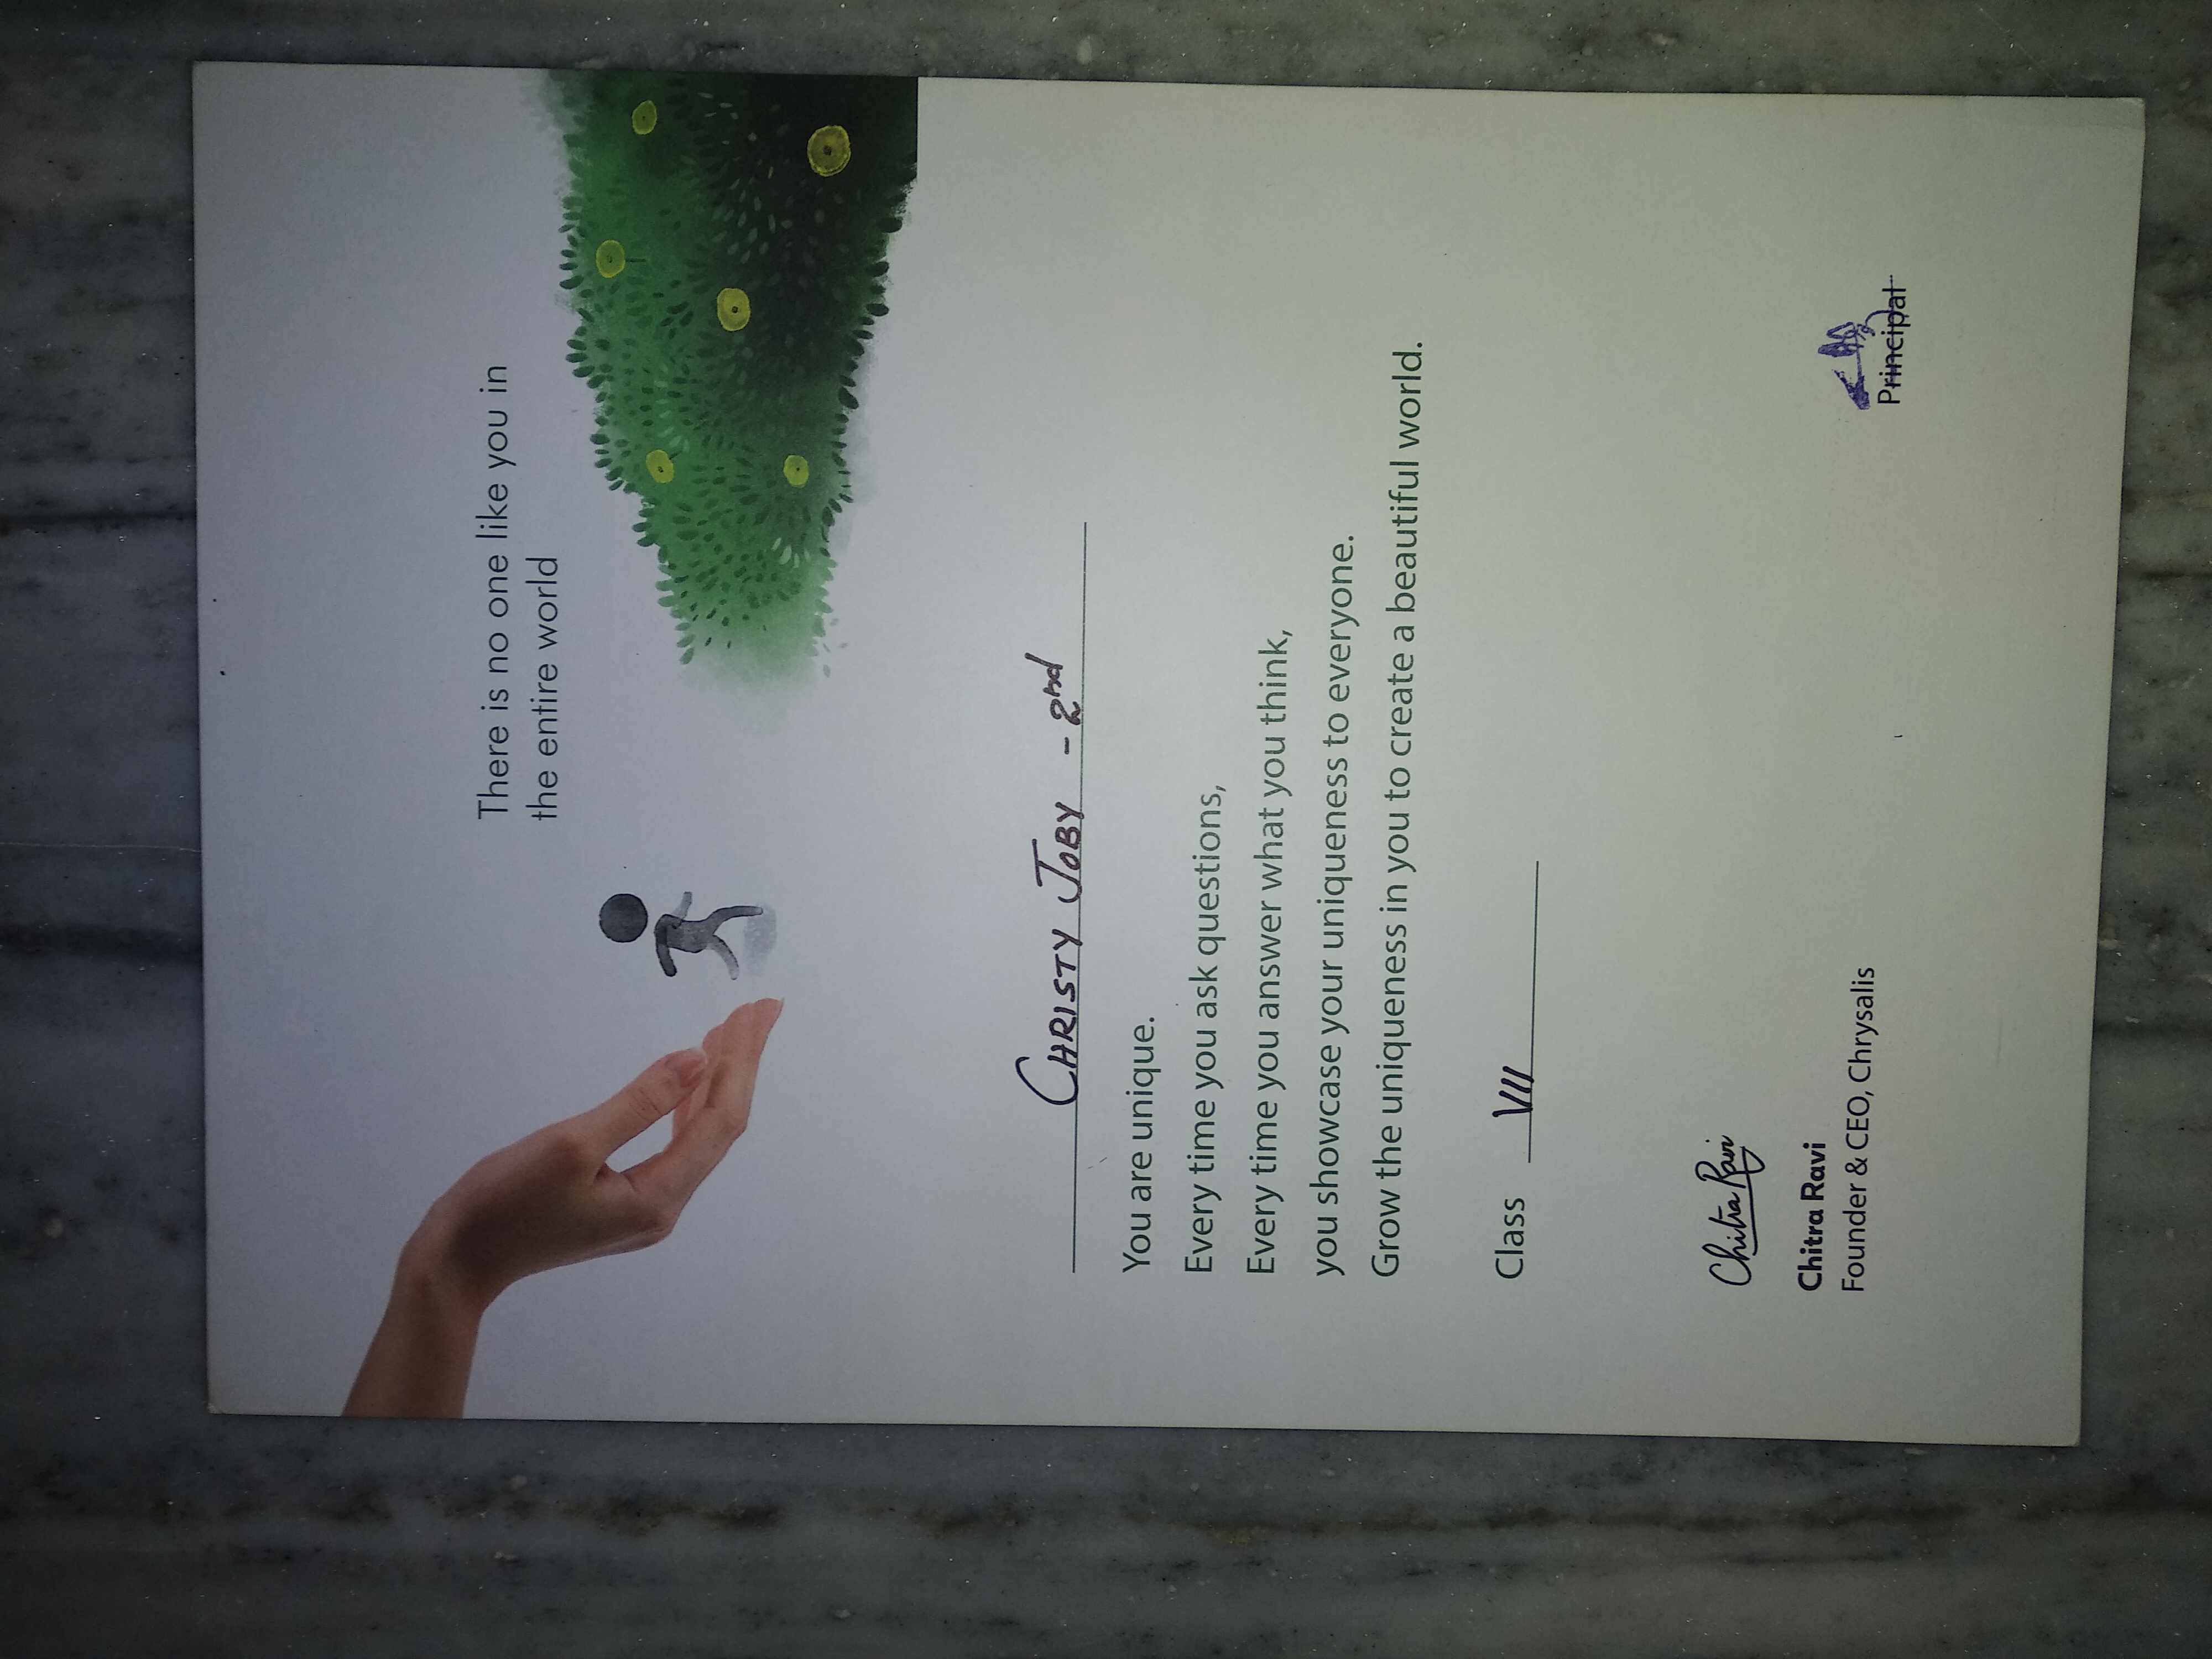 There is no one like you in
the entire world
CHRISTY JOBY - 2nd
You are unique.
Every time you ask questions,
Every time you answer what you think,
you showcase your uniqueness to everyone.
Grow the uniqueness in you to create a beautiful world.
Class VII
Chitra Ravi
Chitra Ravi
Founder & CEO, Chrysalis
Principal